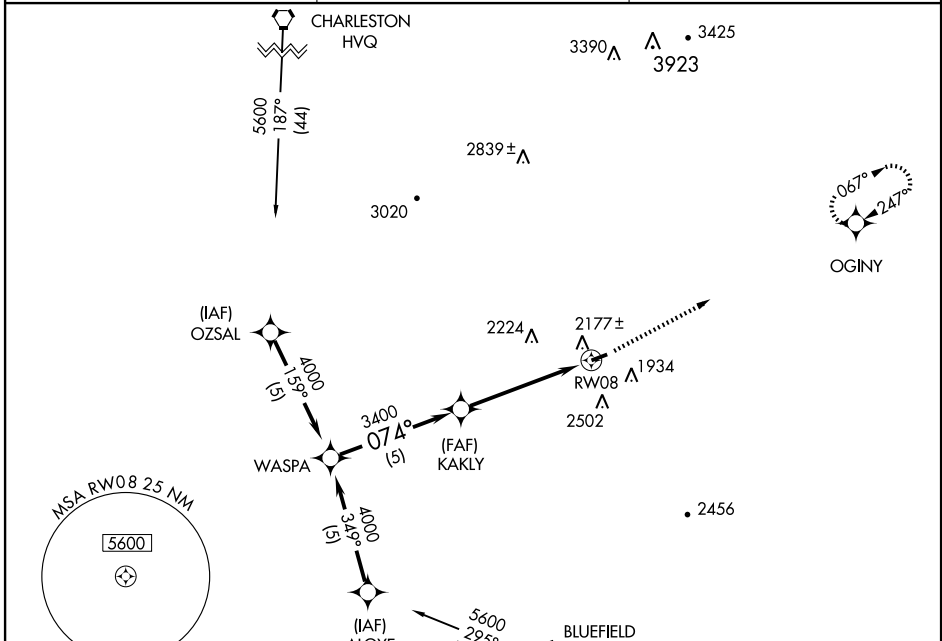 CHARLESTON
HVQ
5600
187°
(44)
3390
3425
3923
2839 ±
3020
067°
247°
OGINY
(IAF)
OZSAL
4000
159°
(5)
2224
2177±
1934
RW08
2502
3400
074°
(5)
(FAF)
KAKLY
WASPA
MSA RW08 25 NM
5600
4000
349°
(5)
2456
(IAF)
5600
295°
BLUEFIELD